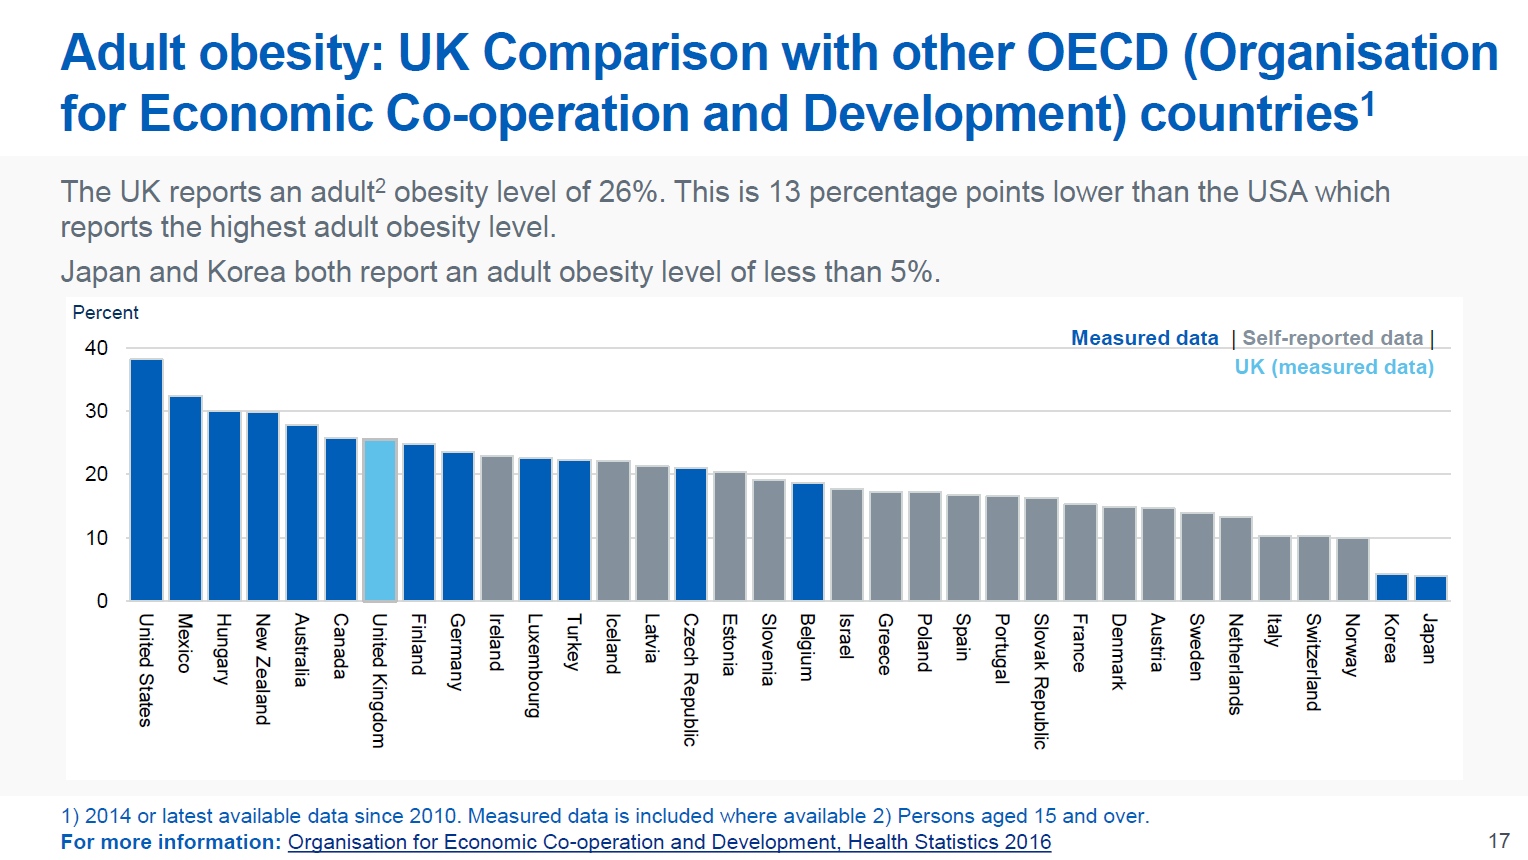 Adult obesity: UK Comparison with other OECD (Organisation
for Economic Co-operation and Development) countries1
The UK reports an adult2 obesity level of 26%. This is 13 percentage points lower than the USA which
reports the highest adult obesity level.
Japan and Korea both report an adult obesity level of less than 5%.
Percent
Measured data | Self-reported data |
UK (measured data)
40
30
20
10
0
United States
Mexico
Hungary
New Zealand
Australia
Canada
United Kingdom
Finland
Germany
Ireland
Luxembourg
Turkey
Iceland
Latvia
Czech Republic
Estonia
Slovenia
Belgium
Israel
Greece
Poland
Spain
Portugal
Slovak Republic
France
Denmark
Austria
Sweden
Netherlands
Italy
Switzerland
Norway
Korea
Japan
1) 2014 or latest available data since 2010. Measured data is included where available 2) Persons aged 15 and over.
For more information: Organisation for Economic Co-operation and Development, Health Statistics 2016
17